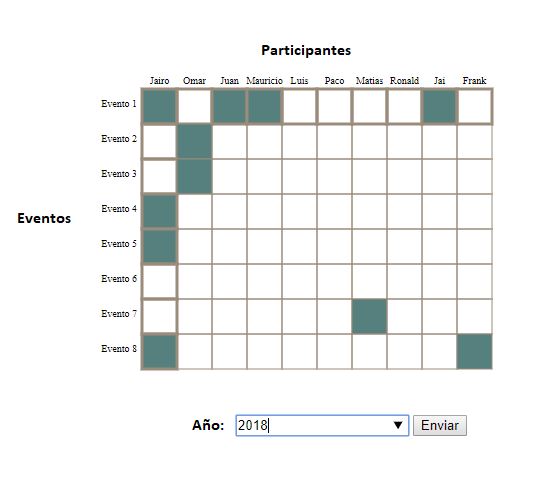 Participantes
Jairo Omar Juan Mauricio Luis Paco Matias Ronald Jai Frank
Evento 1
Evento 2
Evento 3
Evento 4
Eventos
Evento 5
Evento 6
Evento 7
Evento 8
Año: 2018 Enviar